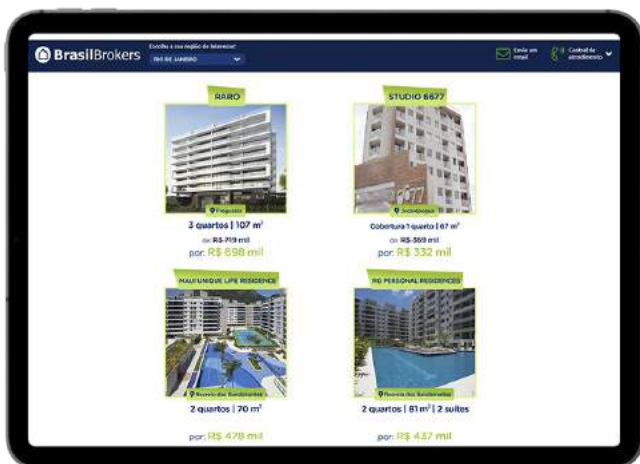 BrasilBrokers
Escolha a sua região de interesse!
RIO DE JANEIRO
Envie um
email
Central de
atendimento
RARO
Freguesia
3 quartos | 107 m²
de: R$ 719 mil
por: R$ 698 mil
STUDIO 6677
Jacarepaguá
Cobertura 1 quarto | 67 m²
de: R$ 369 mil
por: R$ 332 mil
MAUI UNIQUE LIFE RESIDENCE
Recreio dos Bandeirantes
2 quartos | 70 m²
por: R$ 478 mil
RG PERSONAL RESIDENCES
Recreio dos Bandeirantes
2 quartos | 81 m² | 2 suítes
por: R$ 437 mil